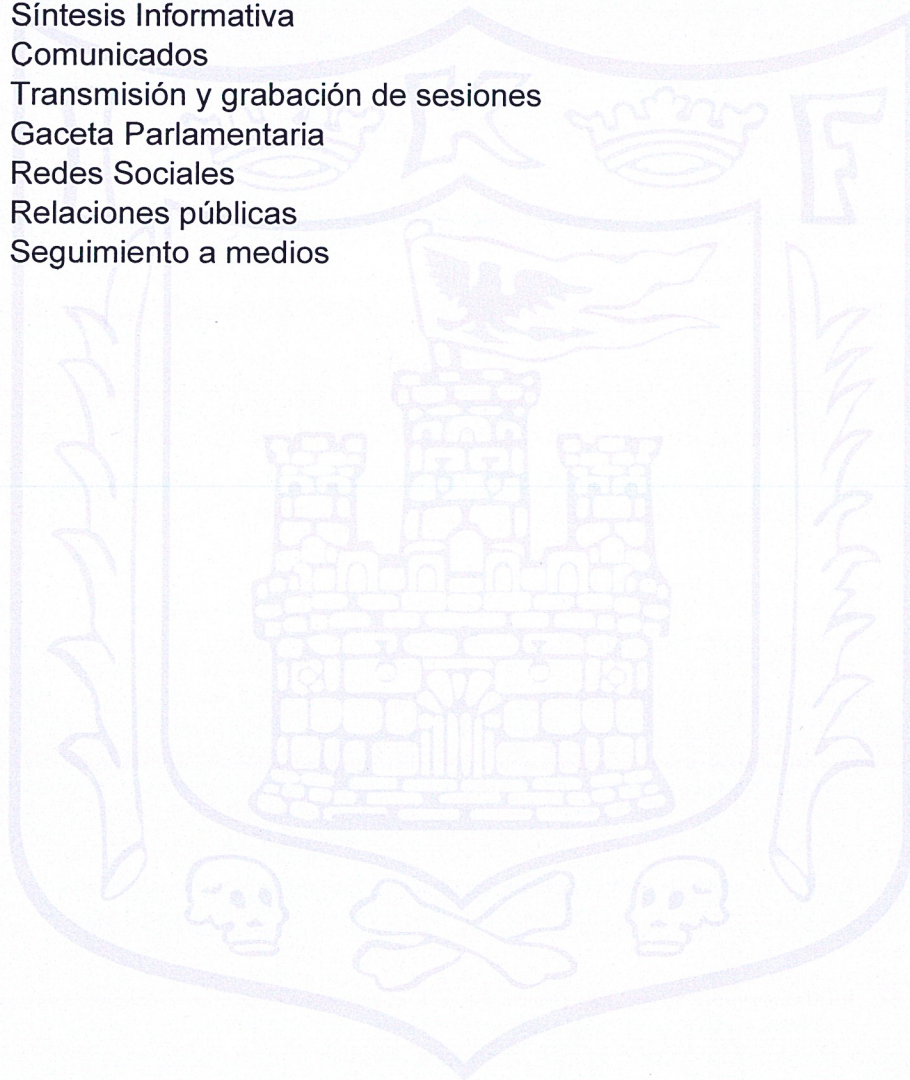 Síntesis Informativa
Comunicados
Transmisión y grabación de sesiones
Gaceta Parlamentaria
Redes Sociales
Relaciones públicas
Seguimiento a medios
K F